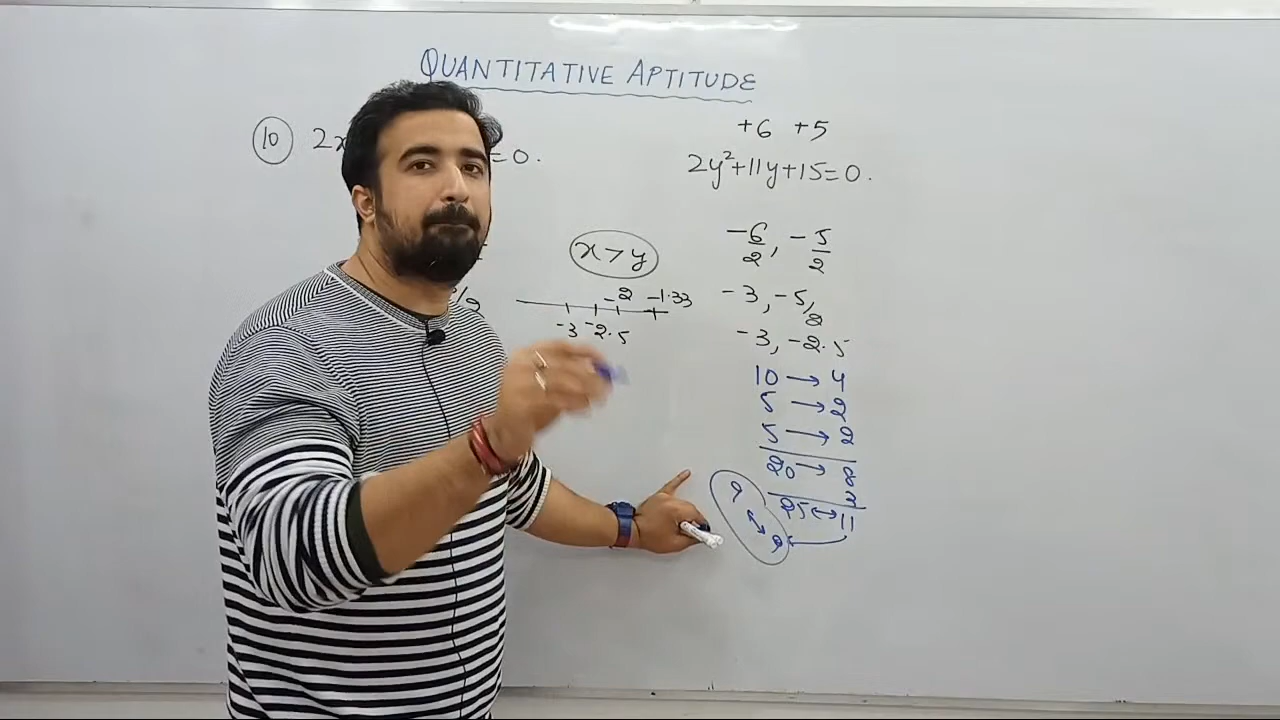 QUANTITATIVE APTITUDE
+6 +5
10 2x =0.
2y²+11y+15=0.
-6/2, -5/2
x>y
-3, -5/2
-2 -1.33
-3 -2.5
-3, -2.5
10 → 4
5 → 2
5 → 2
20 → 8
25 ↔ 11